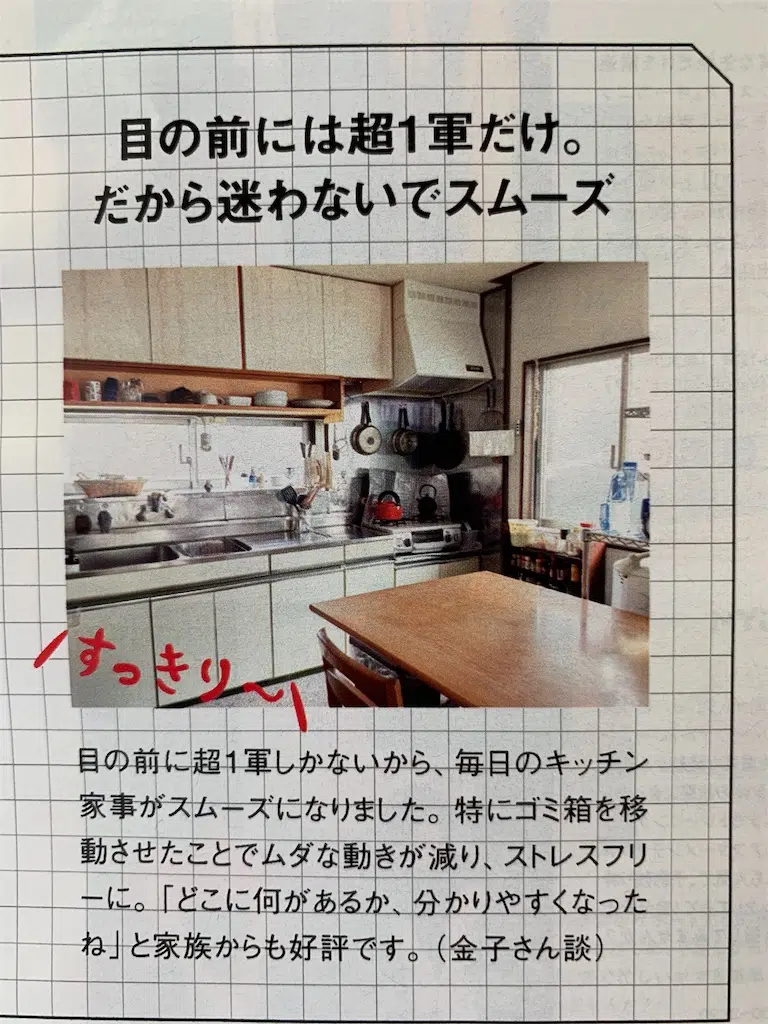 目の前には超1軍だけ。
だから迷わないでスムーズ
すっきり〜
目の前に超1軍しかないから、毎日のキッチン
家事がスムーズになりました。特にゴミ箱を移
動させたことでムダな動きが減り、ストレスフリ
ーに。「どこに何があるか、分かりやすくなった
ね」と家族からも好評です。（金子さん談）